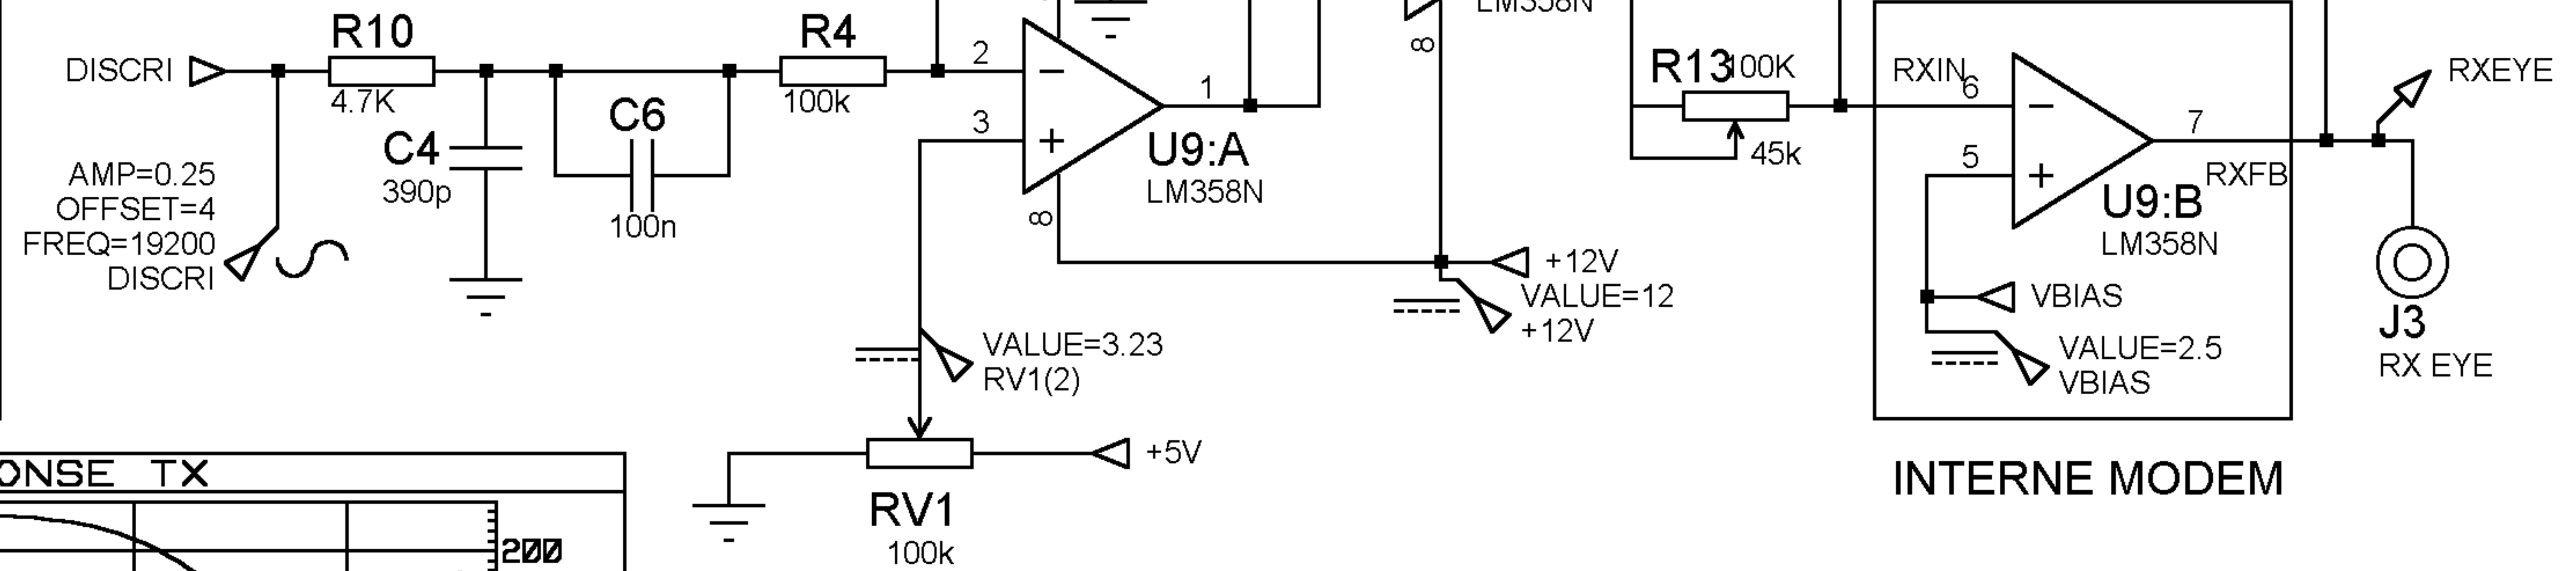 LM358N
R10
R4
DISCRI
2
8
R13
100K
RXIN
6
RXEYE
4.7K
100k
1
7
C6
3
C4
U9:A
45k
5
AMP=0.25
390p
LM358N
RXFB
OFFSET=4
100n
8
U9:B
FREQ=19200
LM358N
DISCRI
+12V
VALUE=12
VBIAS
+12V
J3
VALUE=3.23
RV1(2)
VALUE=2.5
VBIAS
RX EYE
+5V
ONSE TX
INTERNE MODEM
RV1
100k
200